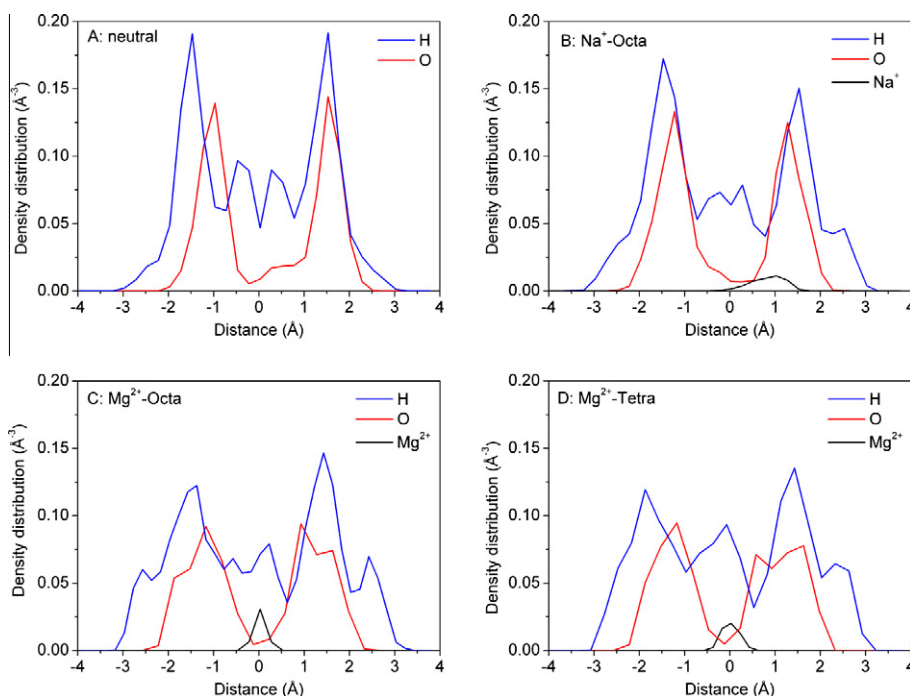 A: neutral
H
O
Density distribution (Å⁻³)
0.20
0.15
0.10
0.05
0.00
-4 -3 -2 -1 0 1 2 3 4
Distance (Å)
B: Na⁺-Octa
H
O
Na⁺
Density distribution (Å⁻³)
0.20
0.15
0.10
0.05
0.00
-4 -3 -2 -1 0 1 2 3 4
Distance (Å)
C: Mg²⁺-Octa
H
O
Mg²⁺
Density distribution (Å⁻³)
0.20
0.15
0.10
0.05
0.00
-4 -3 -2 -1 0 1 2 3 4
Distance (Å)
D: Mg²⁺-Tetra
H
O
Mg²⁺
Density distribution (Å⁻³)
0.20
0.15
0.10
0.05
0.00
-4 -3 -2 -1 0 1 2 3 4
Distance (Å)